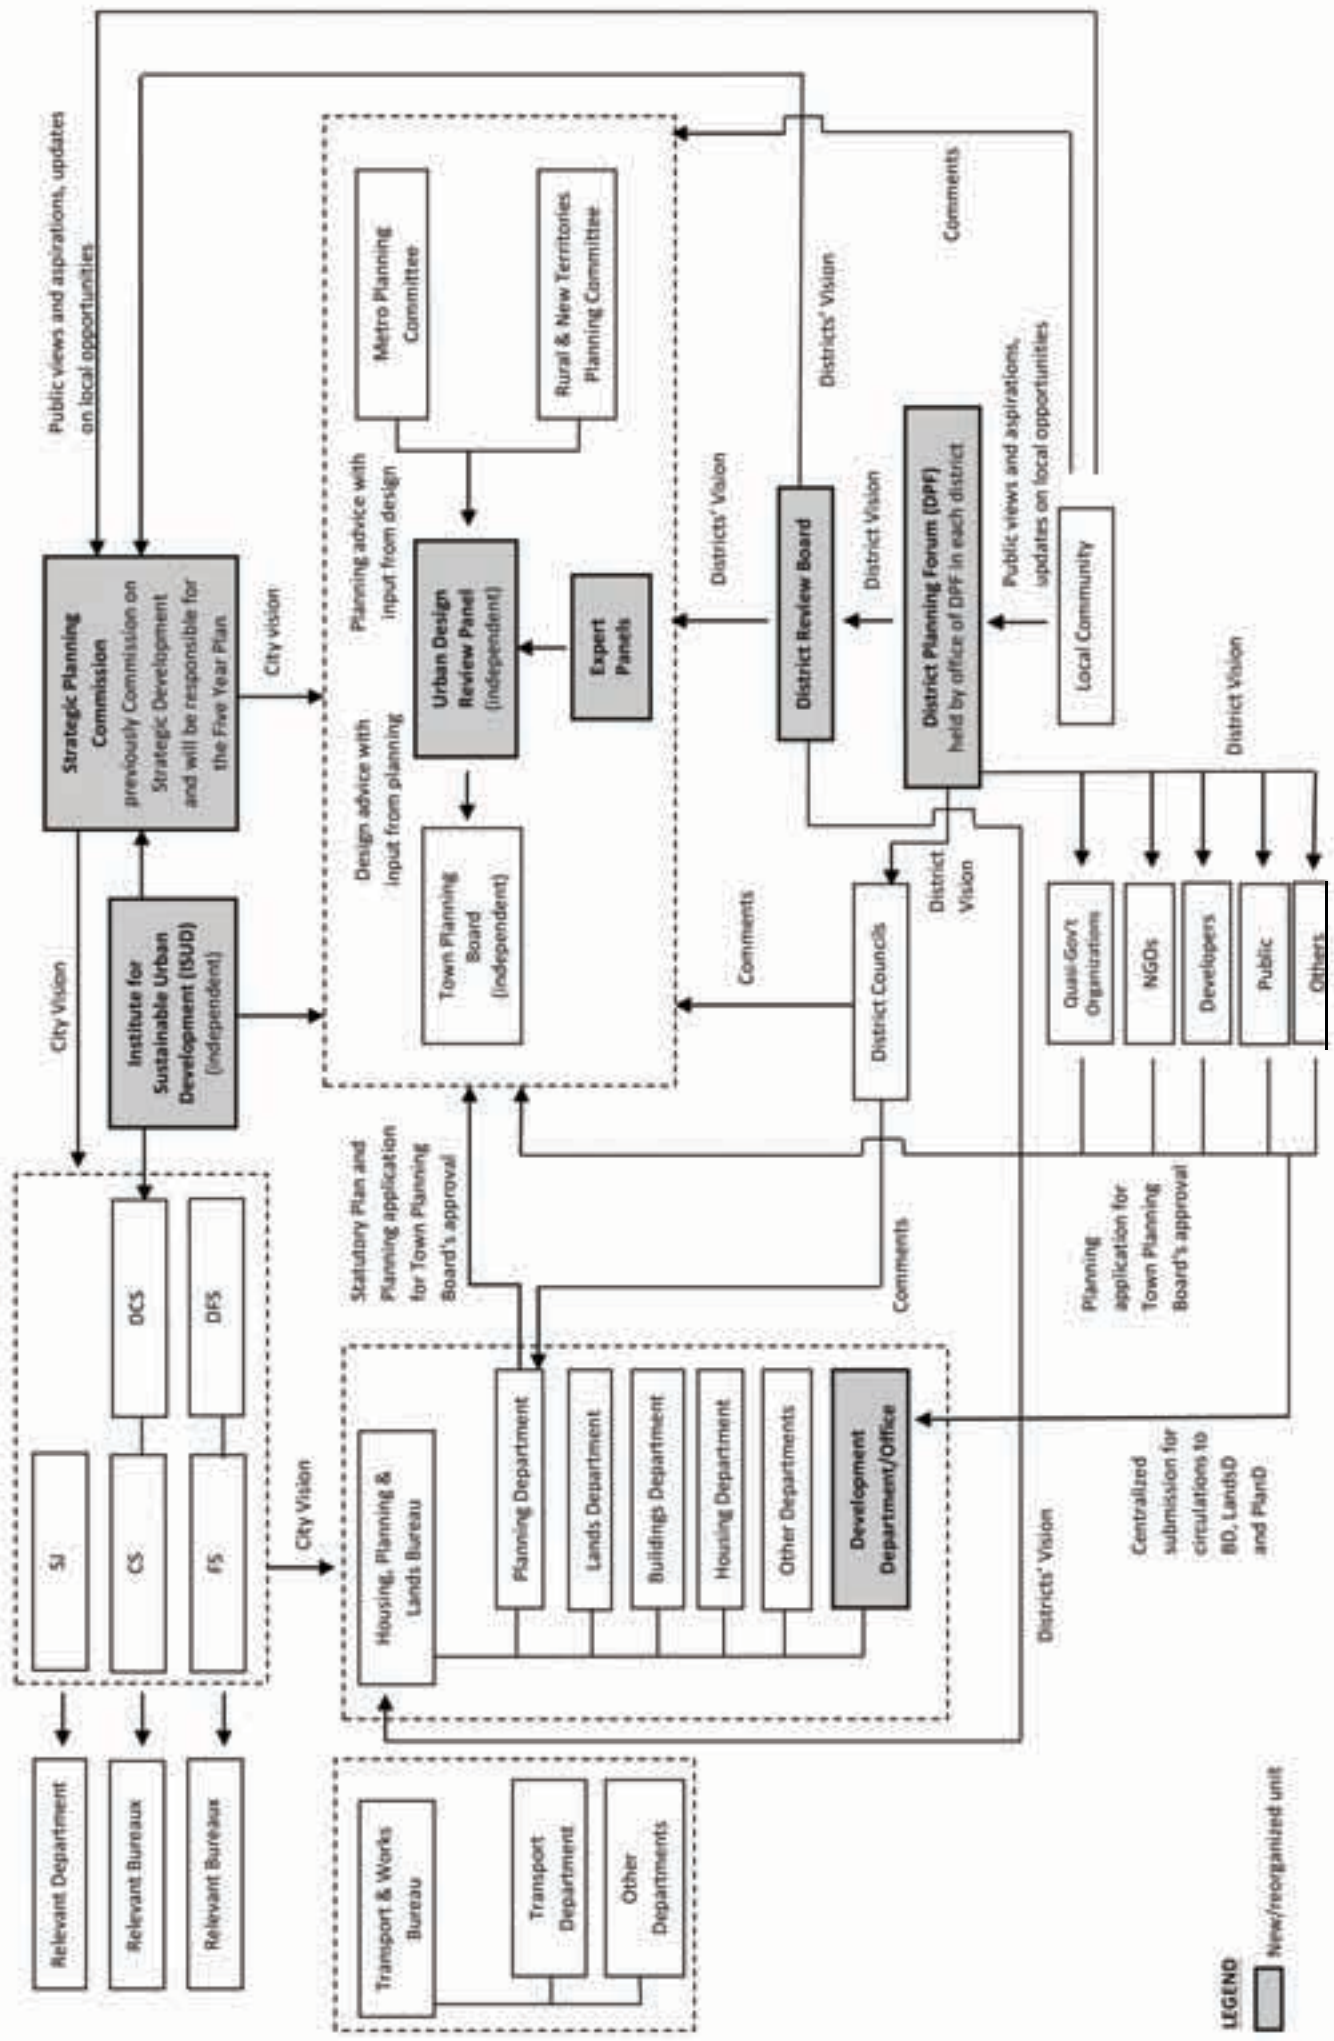 Relevant Department
Relevant Bureaux
Relevant Bureaux
SJ
CS
FS
DCS
DFS
City Vision
Institute for
Sustainable Urban
Development (ISUD)
(independent)
Strategic Planning
Commission
previously Commission on
Strategic Development
and will be responsible for
the Five Year Plan
Public views and aspirations, updates
on local opportunities
City Vision
City vision
Transport & Works
Bureau
Transport
Department
Other
Departments
Housing, Planning &
Lands Bureau
Planning Department
Lands Department
Buildings Department
Housing Department
Other Departments
Development
Department/Office
Statutory Plan and
Planning application
for Town Planning
Board's approval
Design advice with
input from planning
Planning advice with
input from design
Town Planning
Board
(independent)
Urban Design
Review Panel
(independent)
Expert
Panels
Metro Planning
Committee
Rural & New Territories
Planning Committee
Comments
Districts' Vision
Districts' Vision
Comments
Comments
District Councils
District
Vision
District Review Board
District Vision
District Planning Forum (DPF)
held by office of DPF in each district
Public views and aspirations,
updates on local opportunities
Local Community
Districts' Vision
Centralized
submission for
circulations to
BD, LandsD
and PlanD
Planning
application for
Town Planning
Board's approval
Quasi-Gov't
Organizations
NGOs
Developers
Public
Others
District Vision
LEGEND
New/reorganized unit